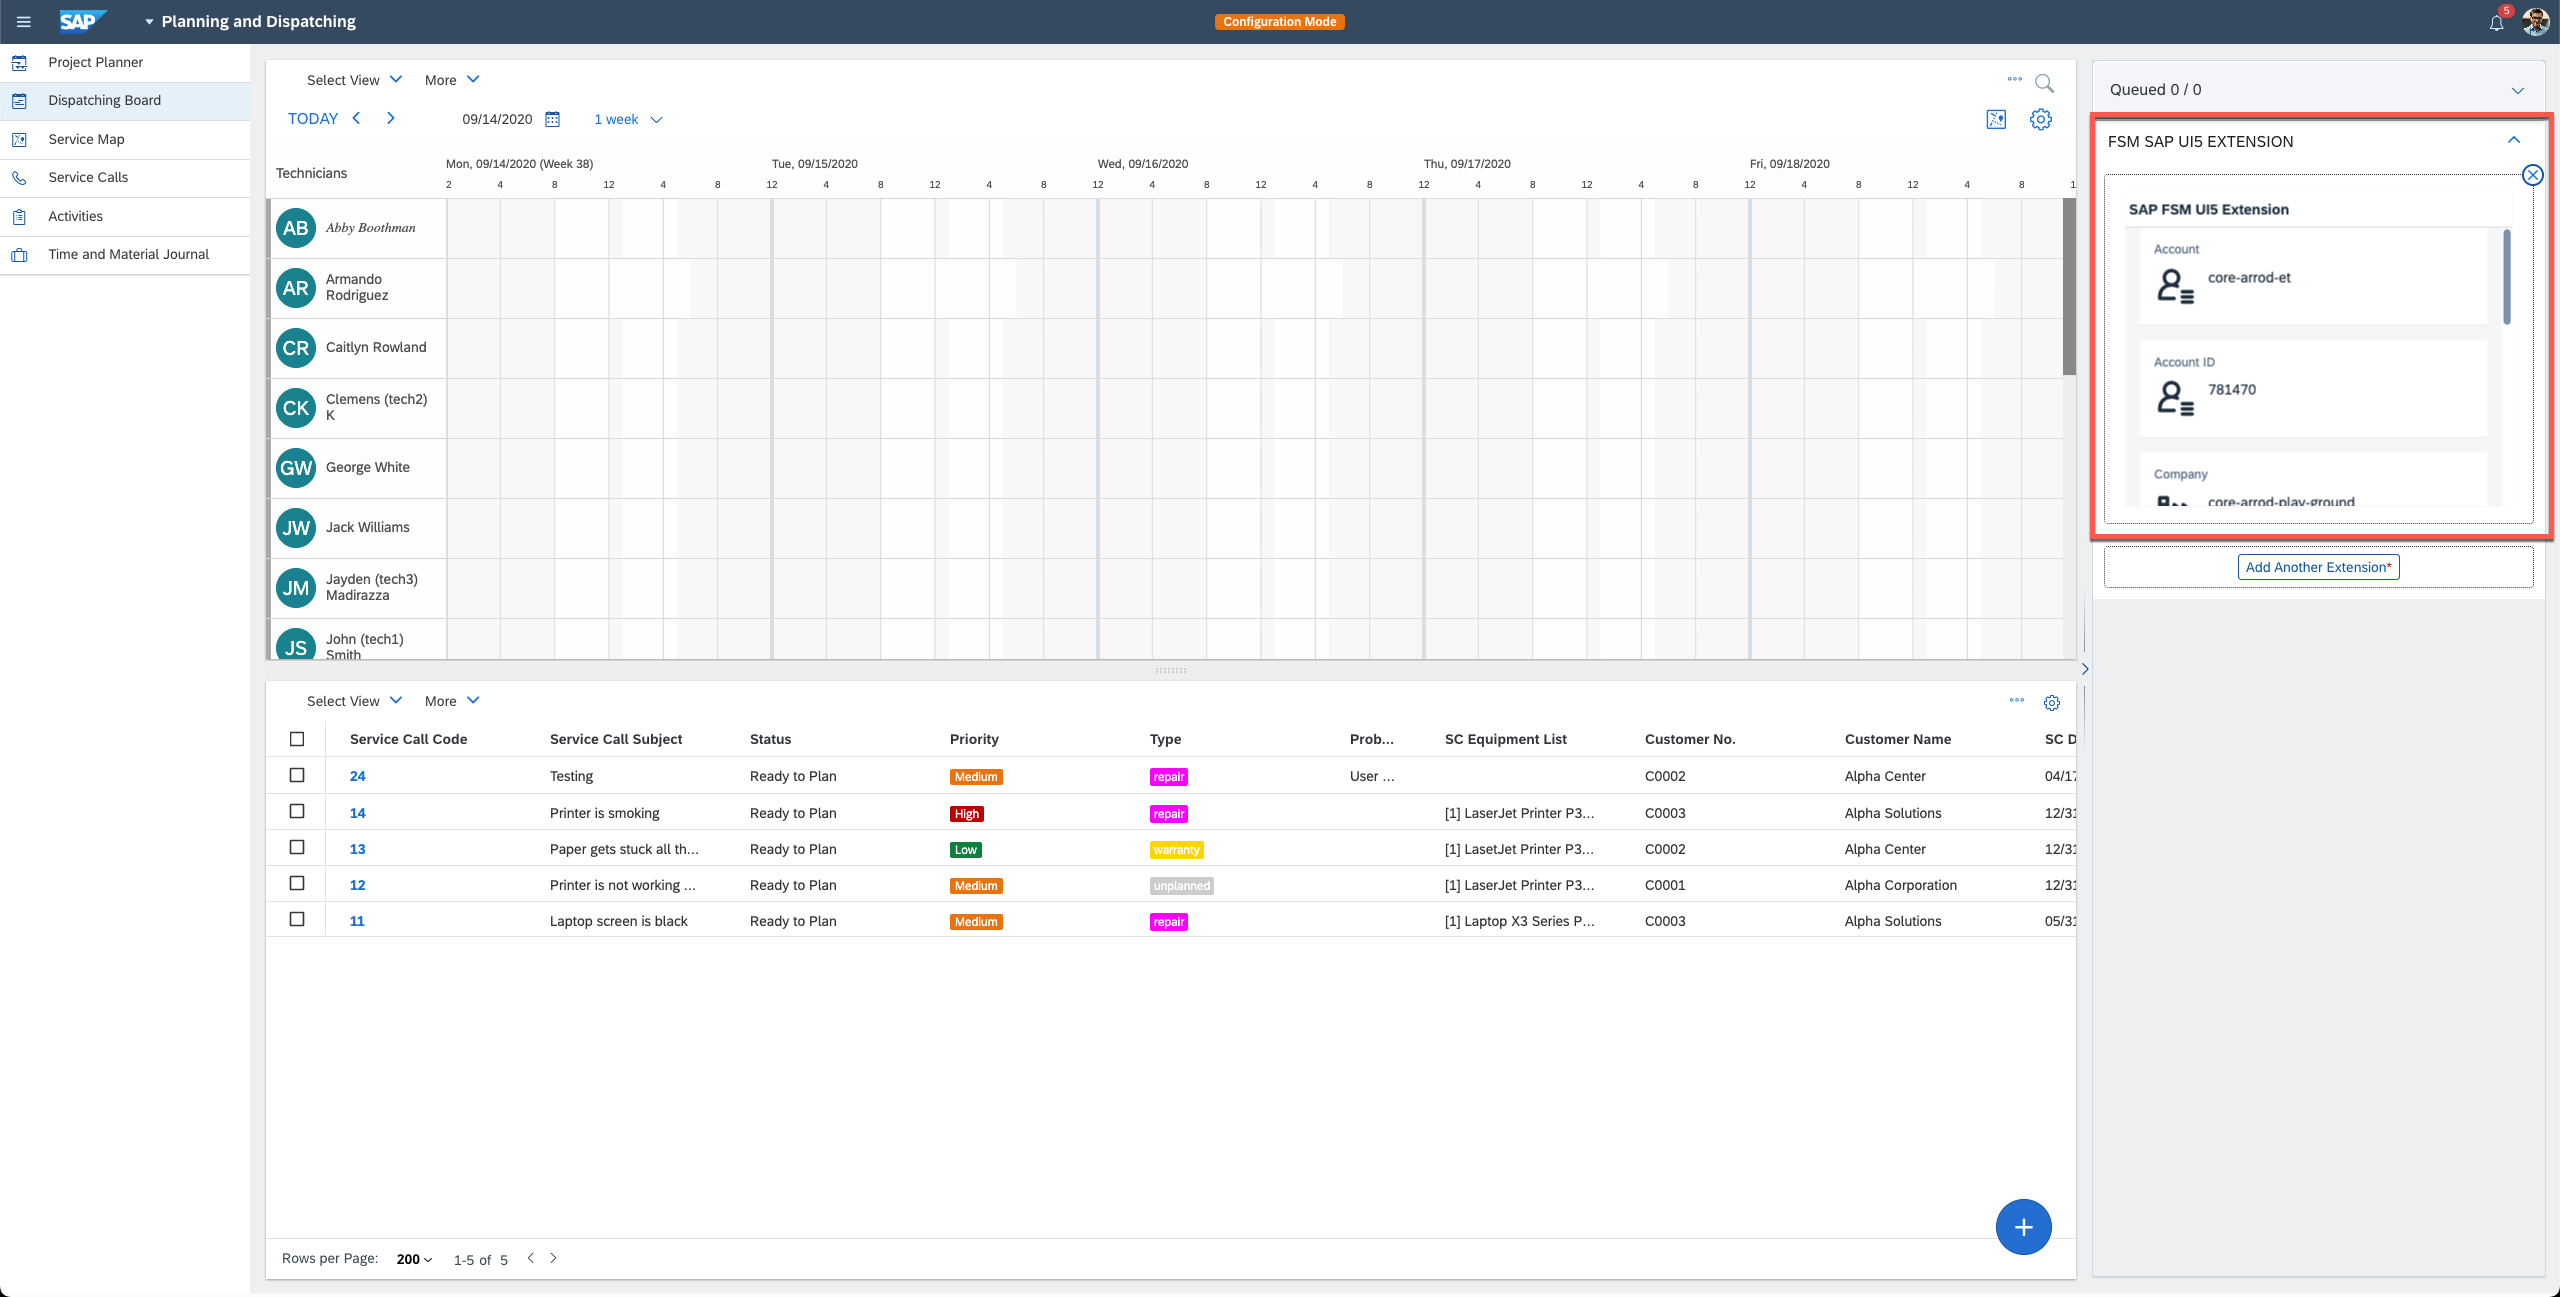 SAP Planning and Dispatching Configuration Mode 5
Project Planner
Dispatching Board
Service Map
Service Calls
Activities
Time and Material Journal
Select View More
TODAY 09/14/2020 1 week
Technicians
Mon, 09/14/2020 (Week 38) Tue, 09/15/2020 Wed, 09/16/2020 Thu, 09/17/2020 Fri, 09/18/2020
2 4 8 12 4 8 12 4 8 12 4 8 12 4 8 12 4 8 12 4 8 12 4 8 12 4 8 12 4 8 1
AB Abby Boothman
AR Armando
Rodriguez
CR Caitlyn Rowland
CK Clemens (tech2)
K
GW George White
JW Jack Williams
JM Jayden (tech3)
Madirazza
JS John (tech1)
Smith
Select View More
Service Call Code Service Call Subject Status Priority Type Prob... SC Equipment List Customer No. Customer Name SC D
24 Testing Ready to Plan Medium repair User ... C0002 Alpha Center 04/17
14 Printer is smoking Ready to Plan High repair [1] LaserJet Printer P3... C0003 Alpha Solutions 12/31
13 Paper gets stuck all th... Ready to Plan Low warranty [1] LasetJet Printer P3... C0002 Alpha Center 12/31
12 Printer is not working ... Ready to Plan Medium unplanned [1] LaserJet Printer P3... C0001 Alpha Corporation 12/31
11 Laptop screen is black Ready to Plan Medium repair [1] Laptop X3 Series P... C0003 Alpha Solutions 05/31
Rows per Page: 200 1-5 of 5
Queued 0 / 0
FSM SAP UI5 EXTENSION
SAP FSM UI5 Extension
Account
core-arrod-et
Account ID
781470
Company
core-arrod-play-ground
Add Another Extension*